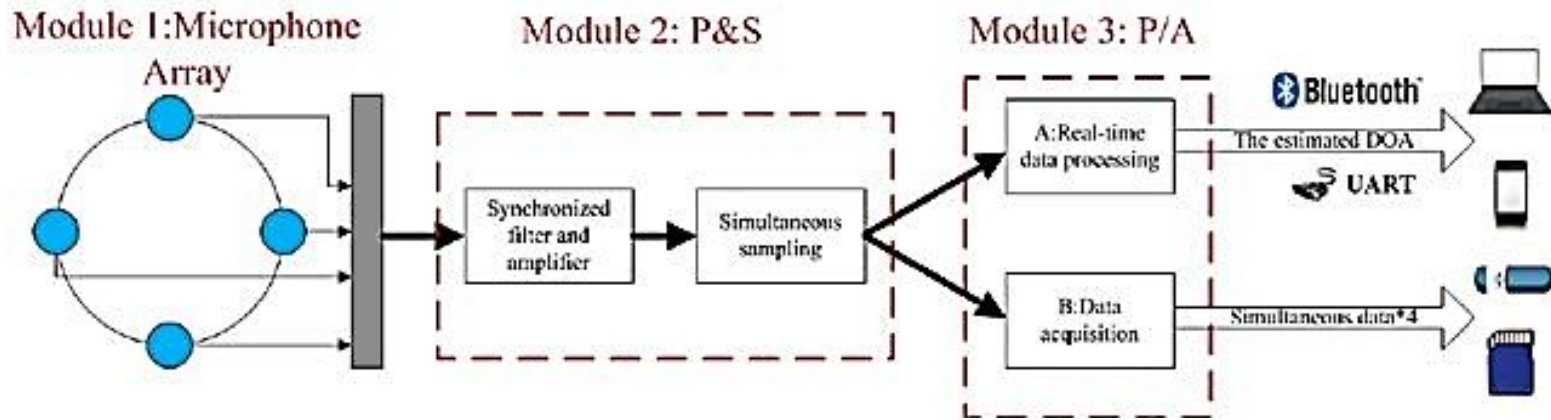 Module 1:Microphone
Array
Module 2: P&S
Module 3: P/A
Synchronized
filter and
amplifier
Simultaneous
sampling
A:Real-time
data processing
B:Data
acquisition
Bluetooth
The estimated DOA
UART
Simultaneous data*4